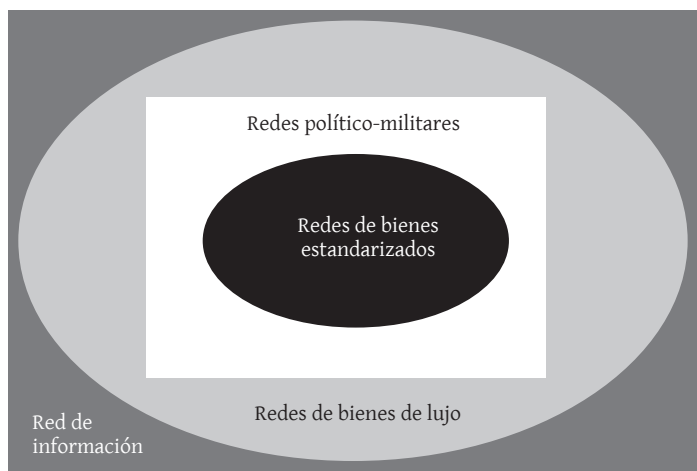 Redes político-militares
Redes de bienes
estandarizados
Redes de bienes de lujo
Red de
información